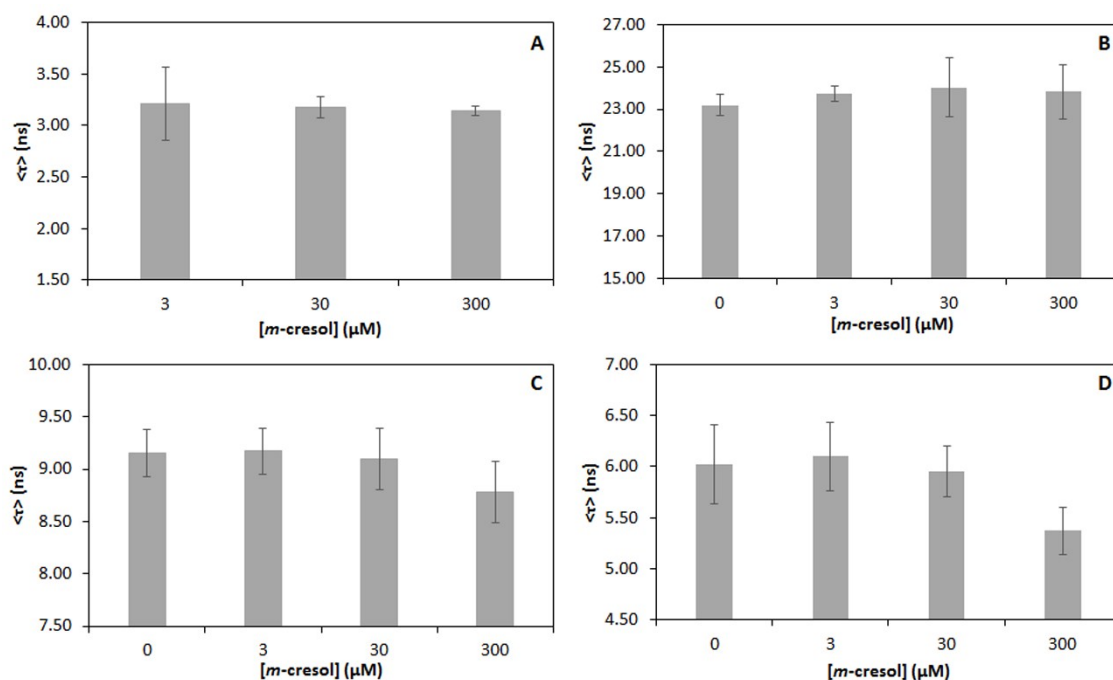 A
<τ> (ns)
4.00
3.50
3.00
2.50
2.00
1.50
3 30 300
[m-cresol] (μM)
B
<τ> (ns)
27.00
25.00
23.00
21.00
19.00
17.00
15.00
0 3 30 300
[m-cresol] (μM)
C
<τ> (ns)
10.00
9.50
9.00
8.50
8.00
7.50
0 3 30 300
[m-cresol] (μM)
D
<τ> (ns)
7.00
6.50
6.00
5.50
5.00
4.50
0 3 30 300
[m-cresol] (μM)